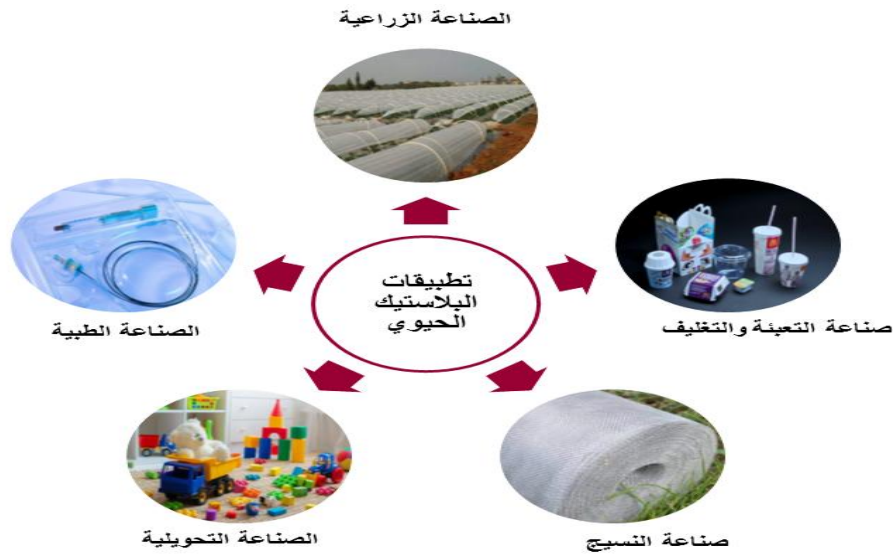 الصناعة الزراعية
تطبيقات
البلاستيك
الحيوي
الصناعة الطبية
صناعة التعبئة والتغليف
الصناعة التحويلية
صناعة النسيج